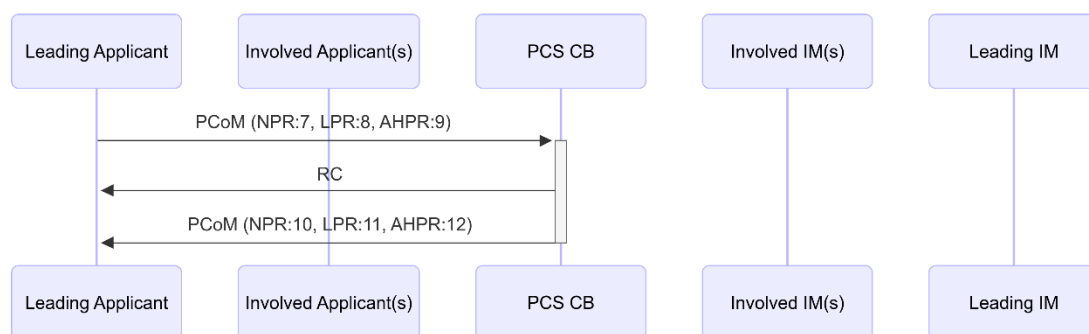 Leading Applicant
Involved Applicant(s)
PCS CB
Involved IM(s)
Leading IM
PCoM (NPR:7, LPR:8, AHPR:9)
RC
PCoM (NPR:10, LPR:11, AHPR:12)
Leading Applicant
Involved Applicant(s)
PCS CB
Involved IM(s)
Leading IM